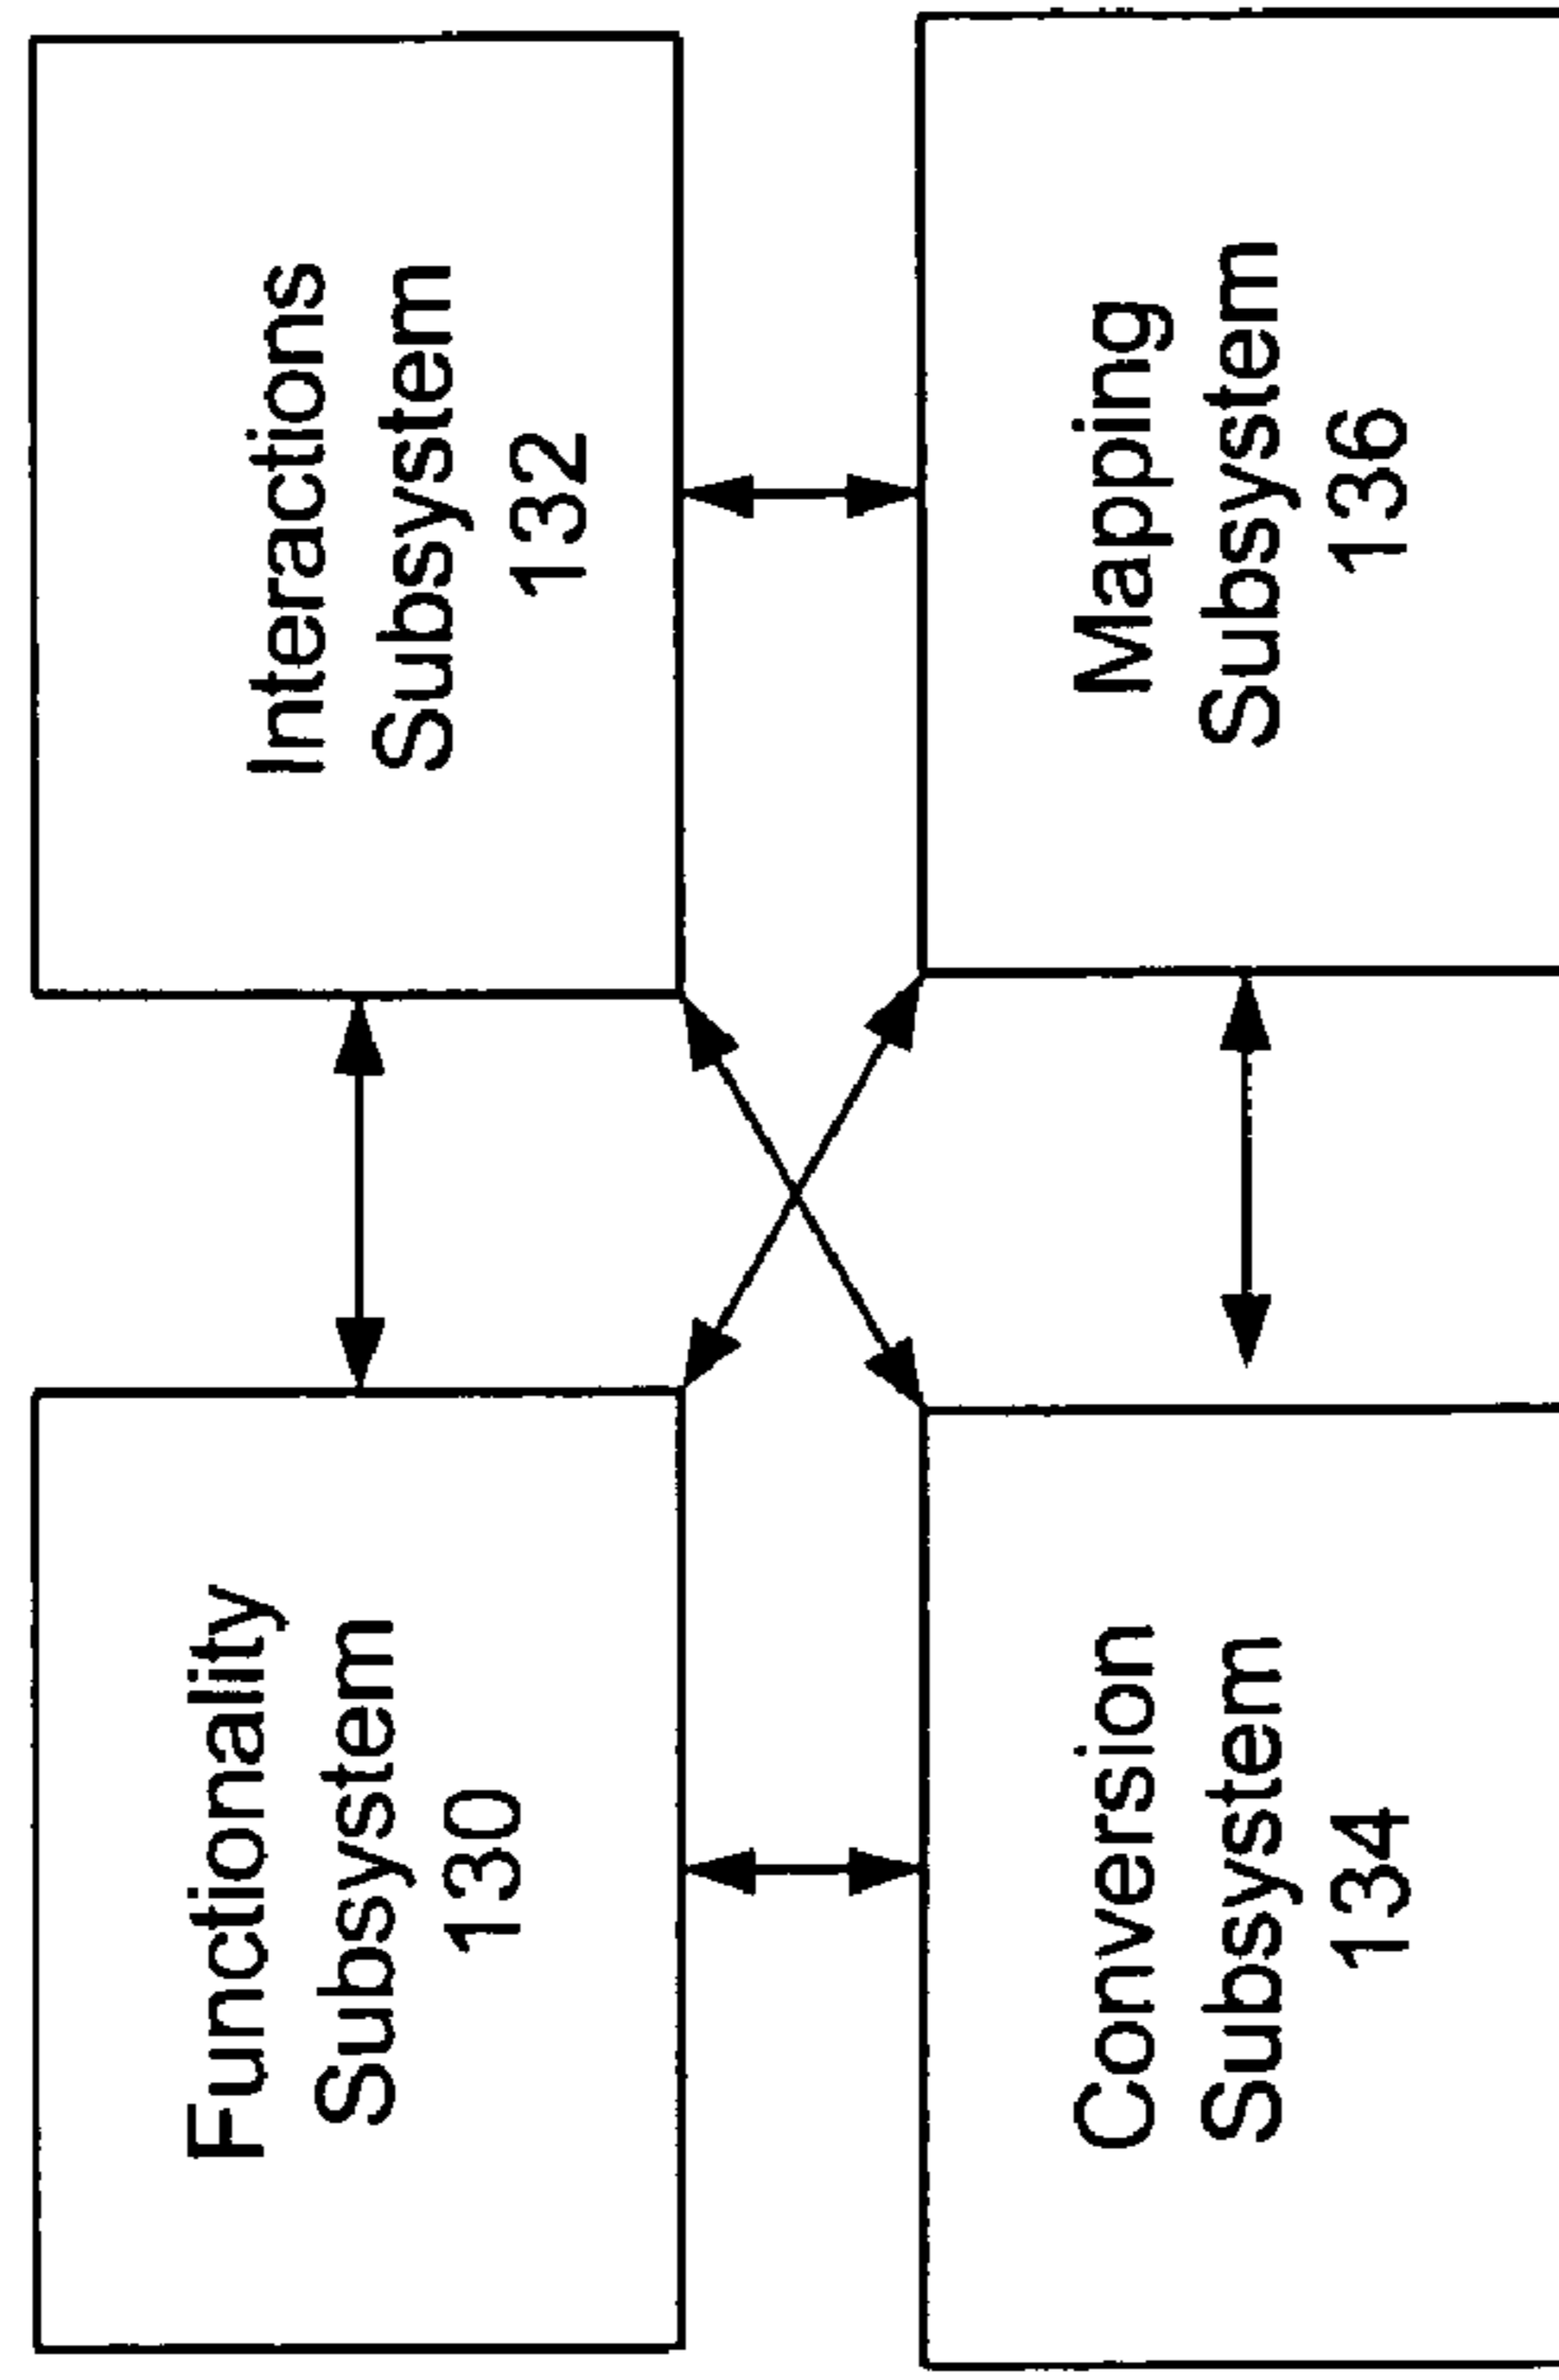 Functionality
Subsystem
130
Interactions
Subsystem
132
Conversion
Subsystem
134
Mapping
Subsystem
136